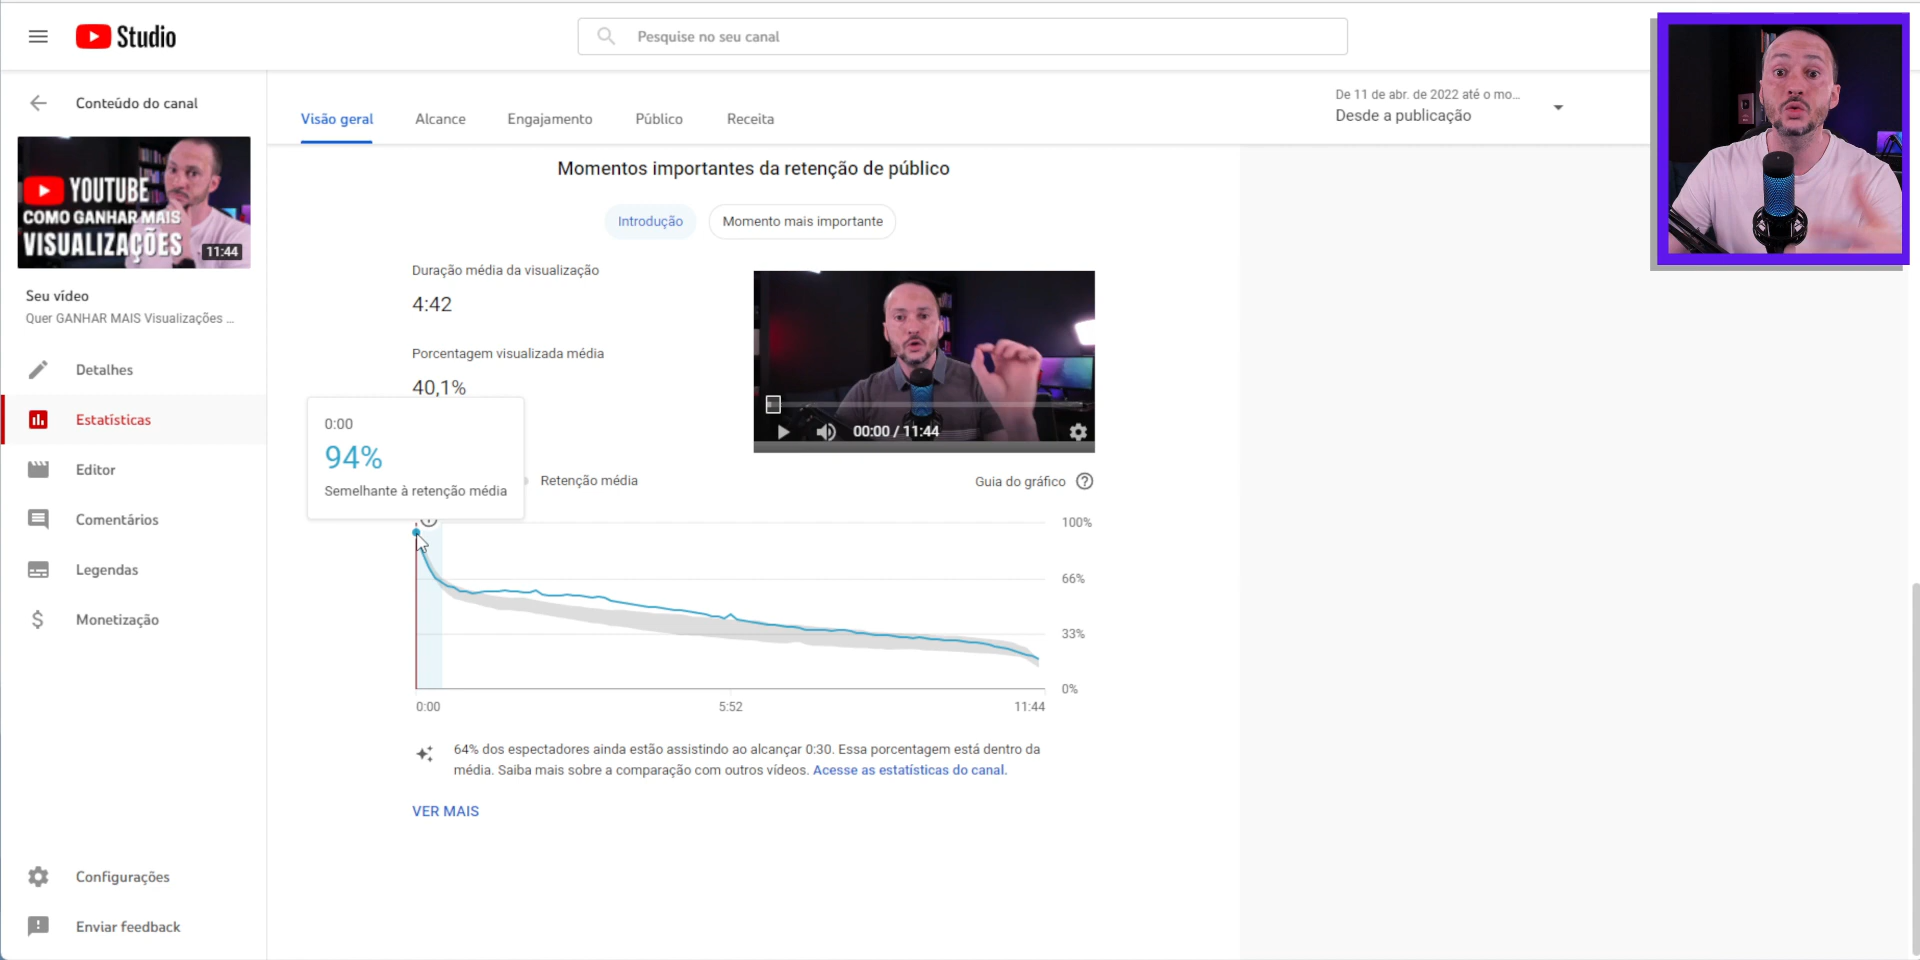 Studio
Pesquise no seu canal
Conteúdo do canal
YOUTUBE
COMO GANHAR MAIS
VISUALIZAÇÕES
11:44
Seu vídeo
Quer GANHAR MAIS Visualizações ...
Detalhes
Estatísticas
Editor
Comentários
Legendas
Monetização
Configurações
Enviar feedback
Visão geral
Alcance
Engajamento
Público
Receita
De 11 de abr. de 2022 até o mo...
Desde a publicação
Momentos importantes da retenção de público
Introdução
Momento mais importante
Duração média da visualização
4:42
Porcentagem visualizada média
40,1%
00:00 / 11:44
0:00
94%
Semelhante à retenção média
Retenção média
Guia do gráfico
100%
66%
33%
0%
0:00
5:52
11:44
64% dos espectadores ainda estão assistindo ao alcançar 0:30. Essa porcentagem está dentro da
média. Saiba mais sobre a comparação com outros vídeos. Acesse as estatísticas do canal.
VER MAIS